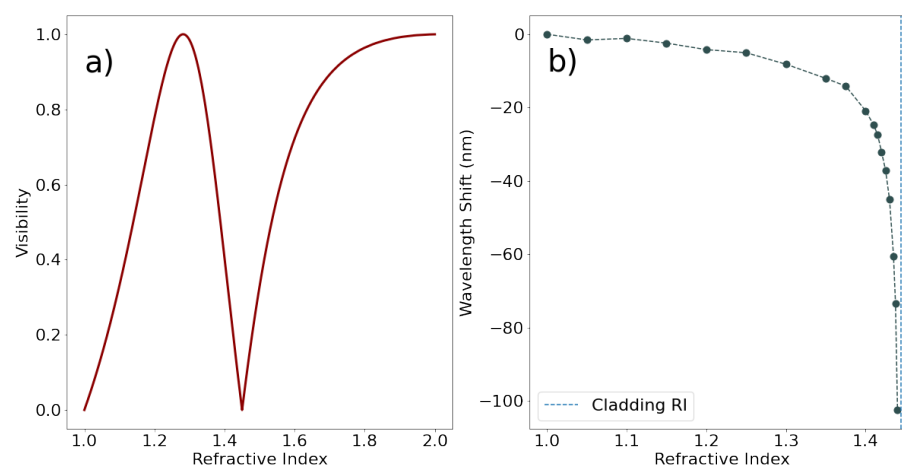 a)
1.0
0.8
0.6
0.4
0.2
0.0
Visibility
1.0 1.2 1.4 1.6 1.8 2.0
Refractive Index
b)
0
−20
−40
−60
−80
−100
Wavelength Shift (nm)
Cladding RI
1.0 1.1 1.2 1.3 1.4
Refractive Index